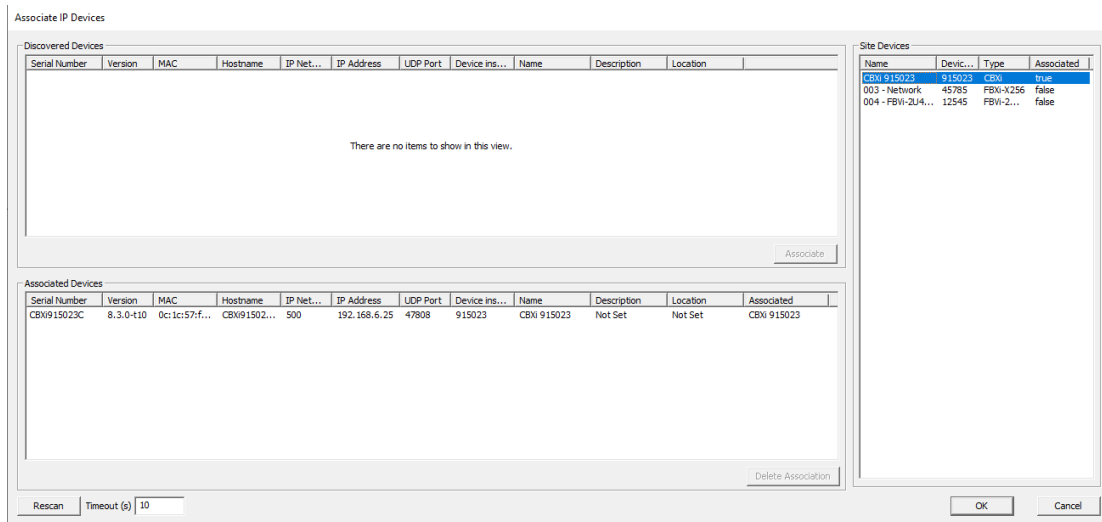 Associate IP Devices
Discovered Devices
Serial Number Version MAC Hostname IP Net... IP Address UDP Port Device ins... Name Description Location
There are no items to show in this view.
Associate
Associated Devices
Serial Number Version MAC Hostname IP Net... IP Address UDP Port Device ins... Name Description Location Associated
CBXi915023C 8.3.0-t10 0c:1c:57:f... CBXi91502... 500 192.168.6.25 47808 915023 CBXi 915023 Not Set Not Set CBXi 915023
Delete Association
Rescan Timeout (s) 10
Site Devices
Name Devic... Type Associated
CBXi 915023 915023 CBXi true
003 - Network 45785 FBXi-X256 false
004 - FBVi-2U4... 12545 FBVi-2... false
OK Cancel